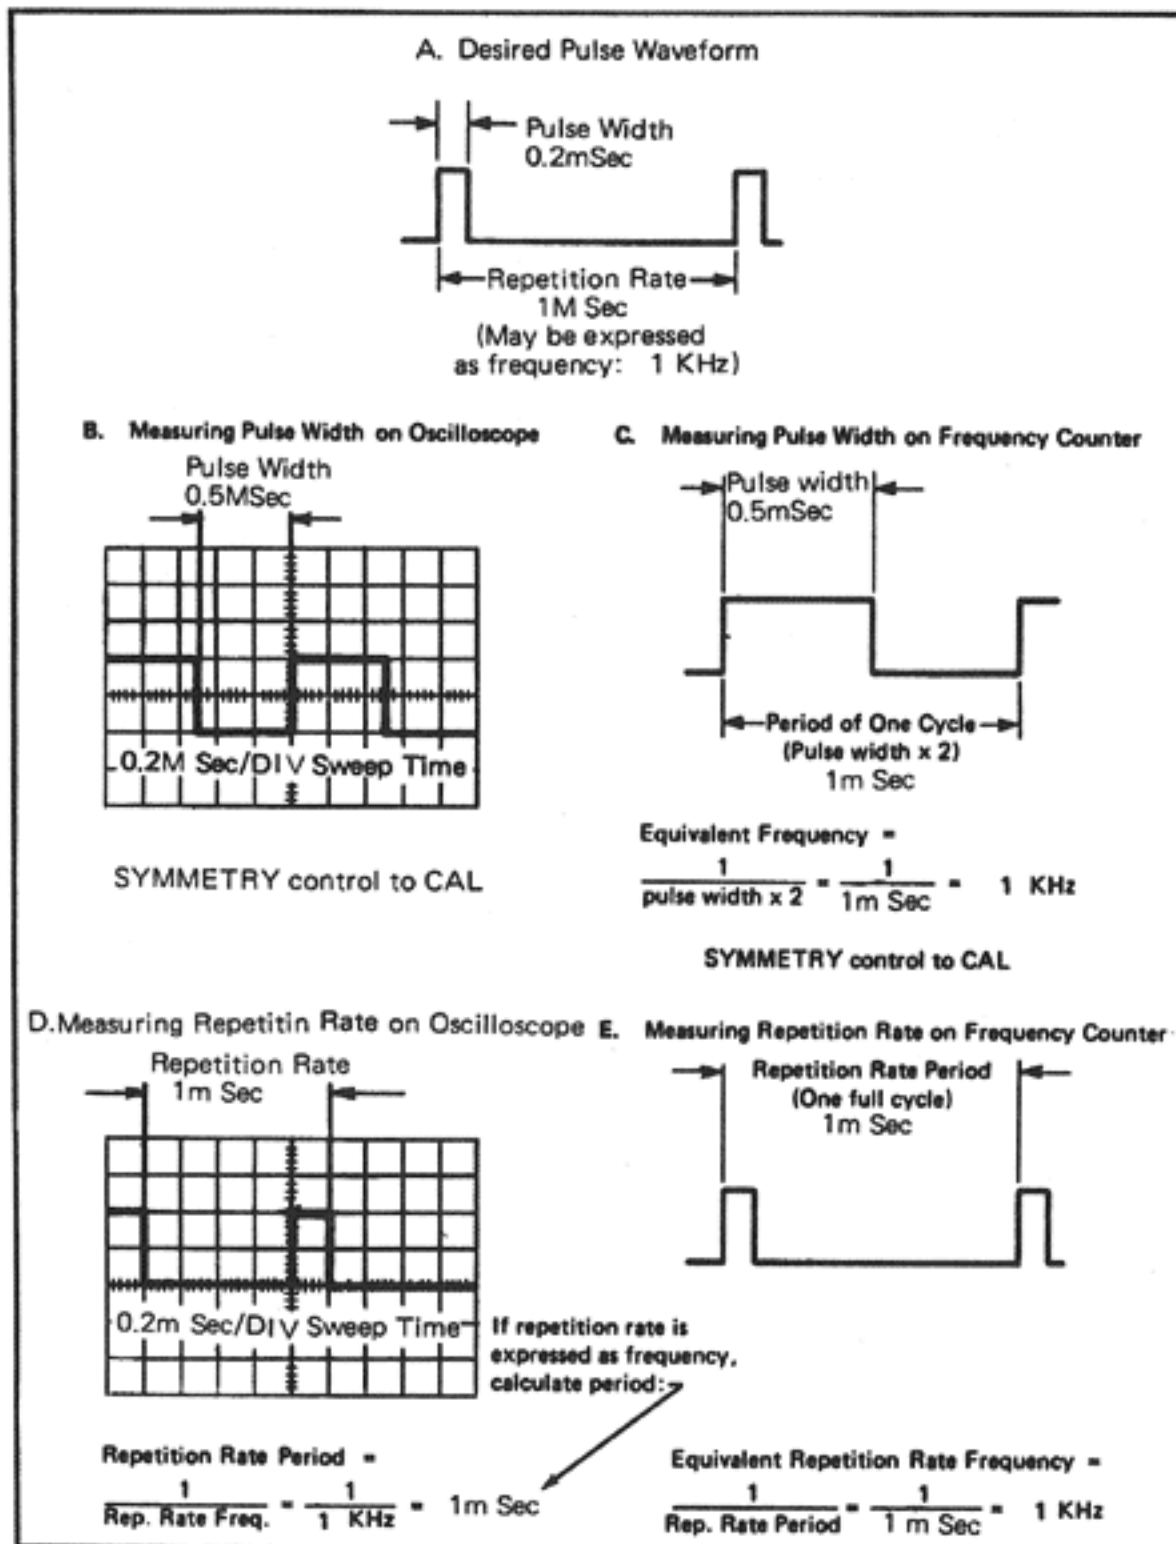 A. Desired Pulse Waveform
Pulse Width
0.2mSec
Repetition Rate
1M Sec
(May be expressed
as frequency: 1 KHz)
B. Measuring Pulse Width on Oscilloscope
Pulse Width
0.5MSec
0.2M Sec/DIV Sweep Time
SYMMETRY control to CAL
C. Measuring Pulse Width on Frequency Counter
Pulse width
0.5mSec
Period of One Cycle
(Pulse width x 2)
1m Sec
Equivalent Frequency =
1 / pulse width x 2 = 1 / 1m Sec = 1 KHz
SYMMETRY control to CAL
D.Measuring Repetitin Rate on Oscilloscope
Repetition Rate
1m Sec
0.2m Sec/DIV Sweep Time
If repetition rate is
expressed as frequency,
calculate period:
Repetition Rate Period =
1 / Rep. Rate Freq. = 1 / 1 KHz = 1m Sec
E. Measuring Repetition Rate on Frequency Counter
Repetition Rate Period
(One full cycle)
1m Sec
Equivalent Repetition Rate Frequency =
1 / Rep. Rate Period = 1 / 1 m Sec = 1 KHz